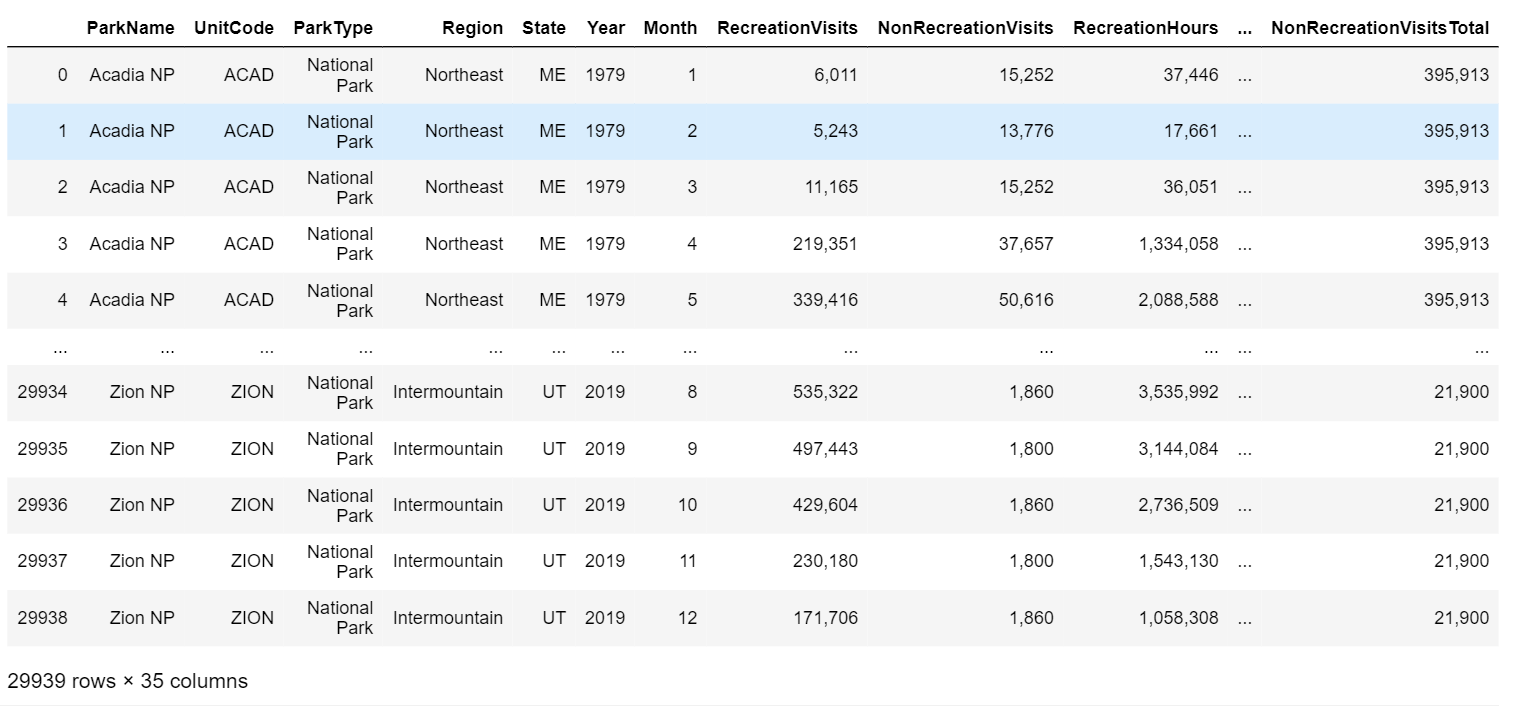 ParkName UnitCode ParkType Region State Year Month RecreationVisits NonRecreationVisits RecreationHours ... NonRecreationVisitsTotal
0 Acadia NP ACAD National Park Northeast ME 1979 1 6,011 15,252 37,446 ... 395,913
1 Acadia NP ACAD National Park Northeast ME 1979 2 5,243 13,776 17,661 ... 395,913
2 Acadia NP ACAD National Park Northeast ME 1979 3 11,165 15,252 36,051 ... 395,913
3 Acadia NP ACAD National Park Northeast ME 1979 4 219,351 37,657 1,334,058 ... 395,913
4 Acadia NP ACAD National Park Northeast ME 1979 5 339,416 50,616 2,088,588 ... 395,913
... ... ... ... ... ... ... ... ... ... ... ... ...
29934 Zion NP ZION National Park Intermountain UT 2019 8 535,322 1,860 3,535,992 ... 21,900
29935 Zion NP ZION National Park Intermountain UT 2019 9 497,443 1,800 3,144,084 ... 21,900
29936 Zion NP ZION National Park Intermountain UT 2019 10 429,604 1,860 2,736,509 ... 21,900
29937 Zion NP ZION National Park Intermountain UT 2019 11 230,180 1,800 1,543,130 ... 21,900
29938 Zion NP ZION National Park Intermountain UT 2019 12 171,706 1,860 1,058,308 ... 21,900
29939 rows × 35 columns